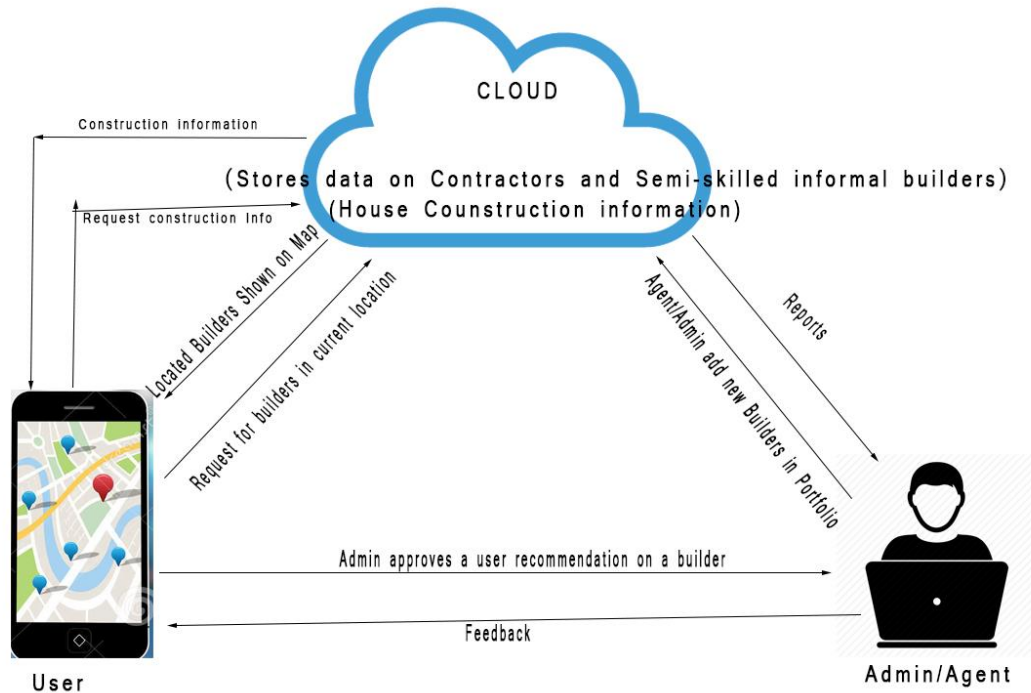 CLOUD
Construction information
(Stores data on Contractors and Semi-skilled informal builders)
Request construction Info
(House Counstruction information)
Located Builders Shown on Map
Request for builders in current location
Agent/Admin add new Builders in Portfolio
Reports
Admin approves a user recommendation on a builder
Feedback
User
Admin/Agent